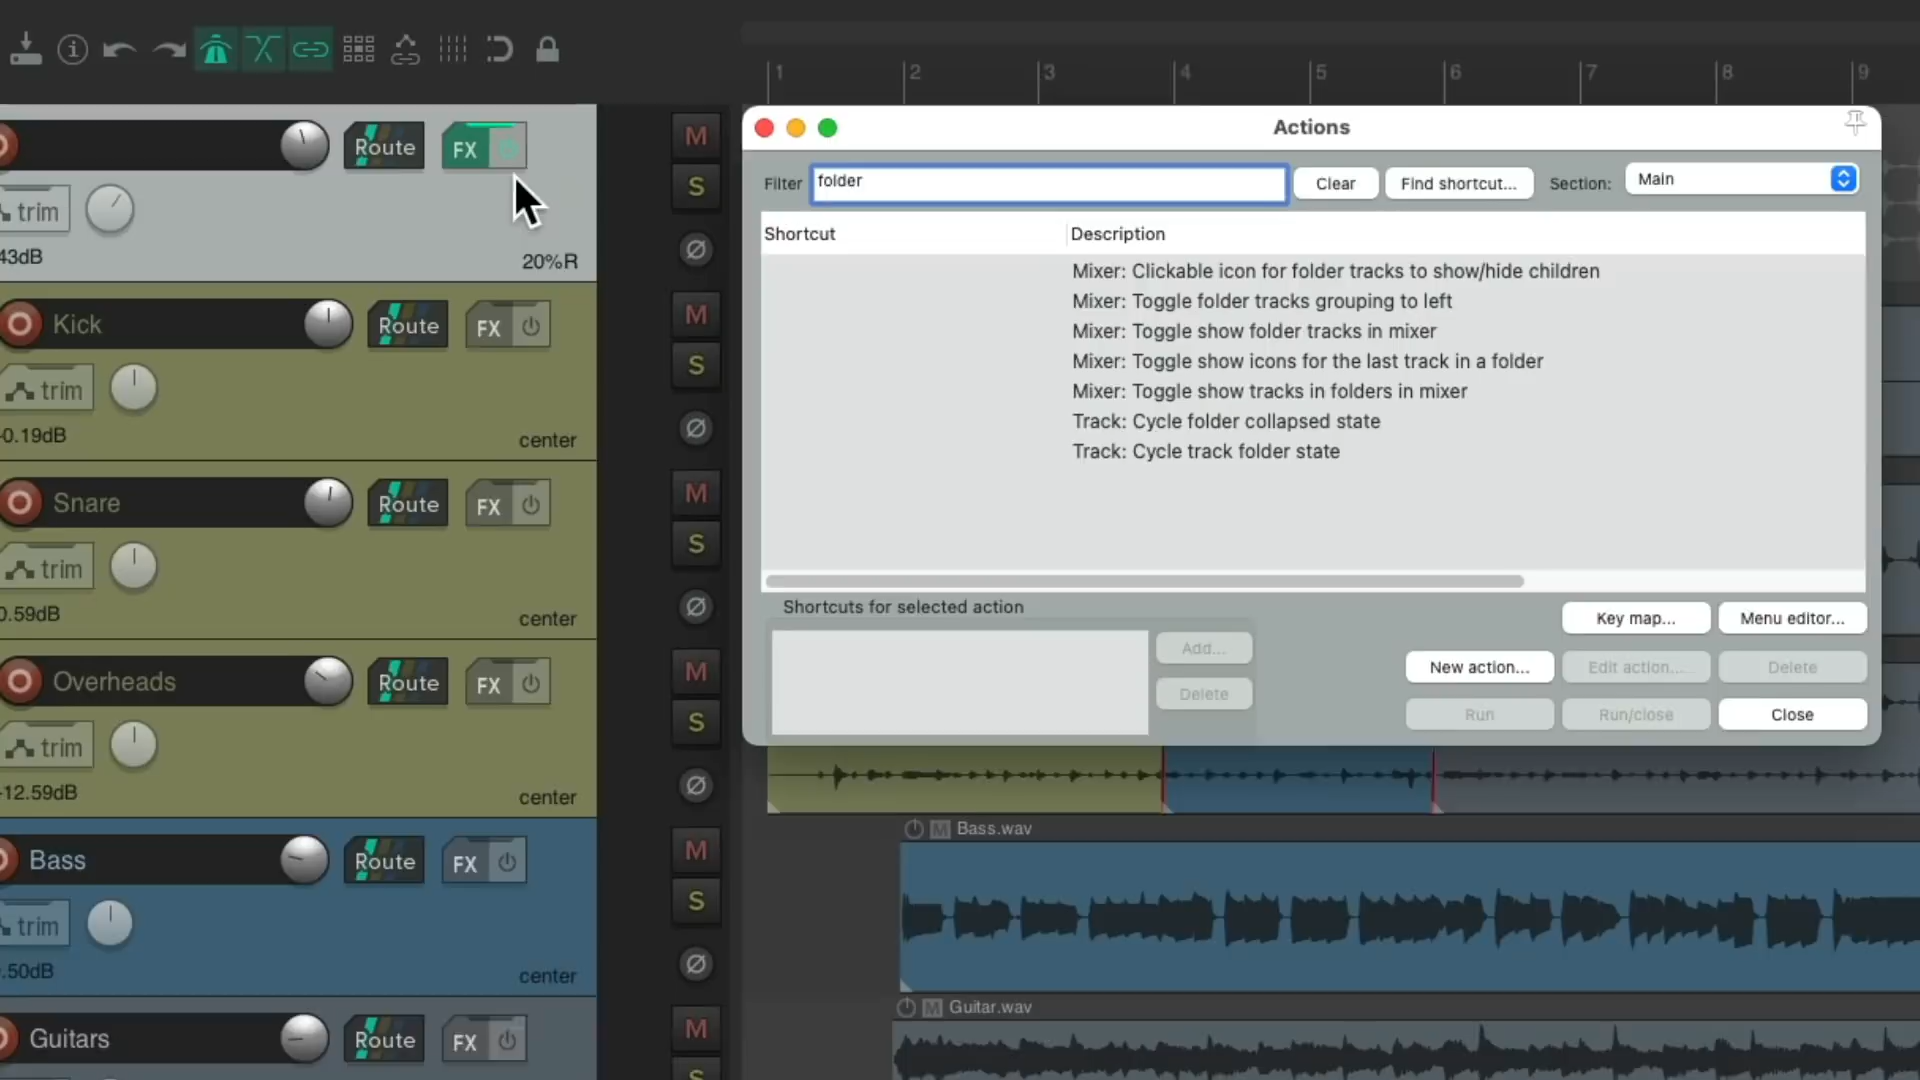 1 2 3 4 5 6 7 8 9
Actions
Filter folder Clear Find shortcut... Section: Main
Shortcut Description
Mixer: Clickable icon for folder tracks to show/hide children
Mixer: Toggle folder tracks grouping to left
Mixer: Toggle show folder tracks in mixer
Mixer: Toggle show icons for the last track in a folder
Mixer: Toggle show tracks in folders in mixer
Track: Cycle folder collapsed state
Track: Cycle track folder state
Shortcuts for selected action
Key map... Menu editor...
Add...
New action... Edit action... Delete
Delete
Run Run/close Close
Route FX M
S
trim
43dB 20%R
Kick Route FX M
S
trim
-0.19dB center
Snare Route FX M
S
trim
0.59dB center
Overheads Route FX M
S
trim
-12.59dB center
Bass Route FX M
S
trim
.50dB center
Guitars Route FX M
S
M Bass.wav
M Guitar.wav